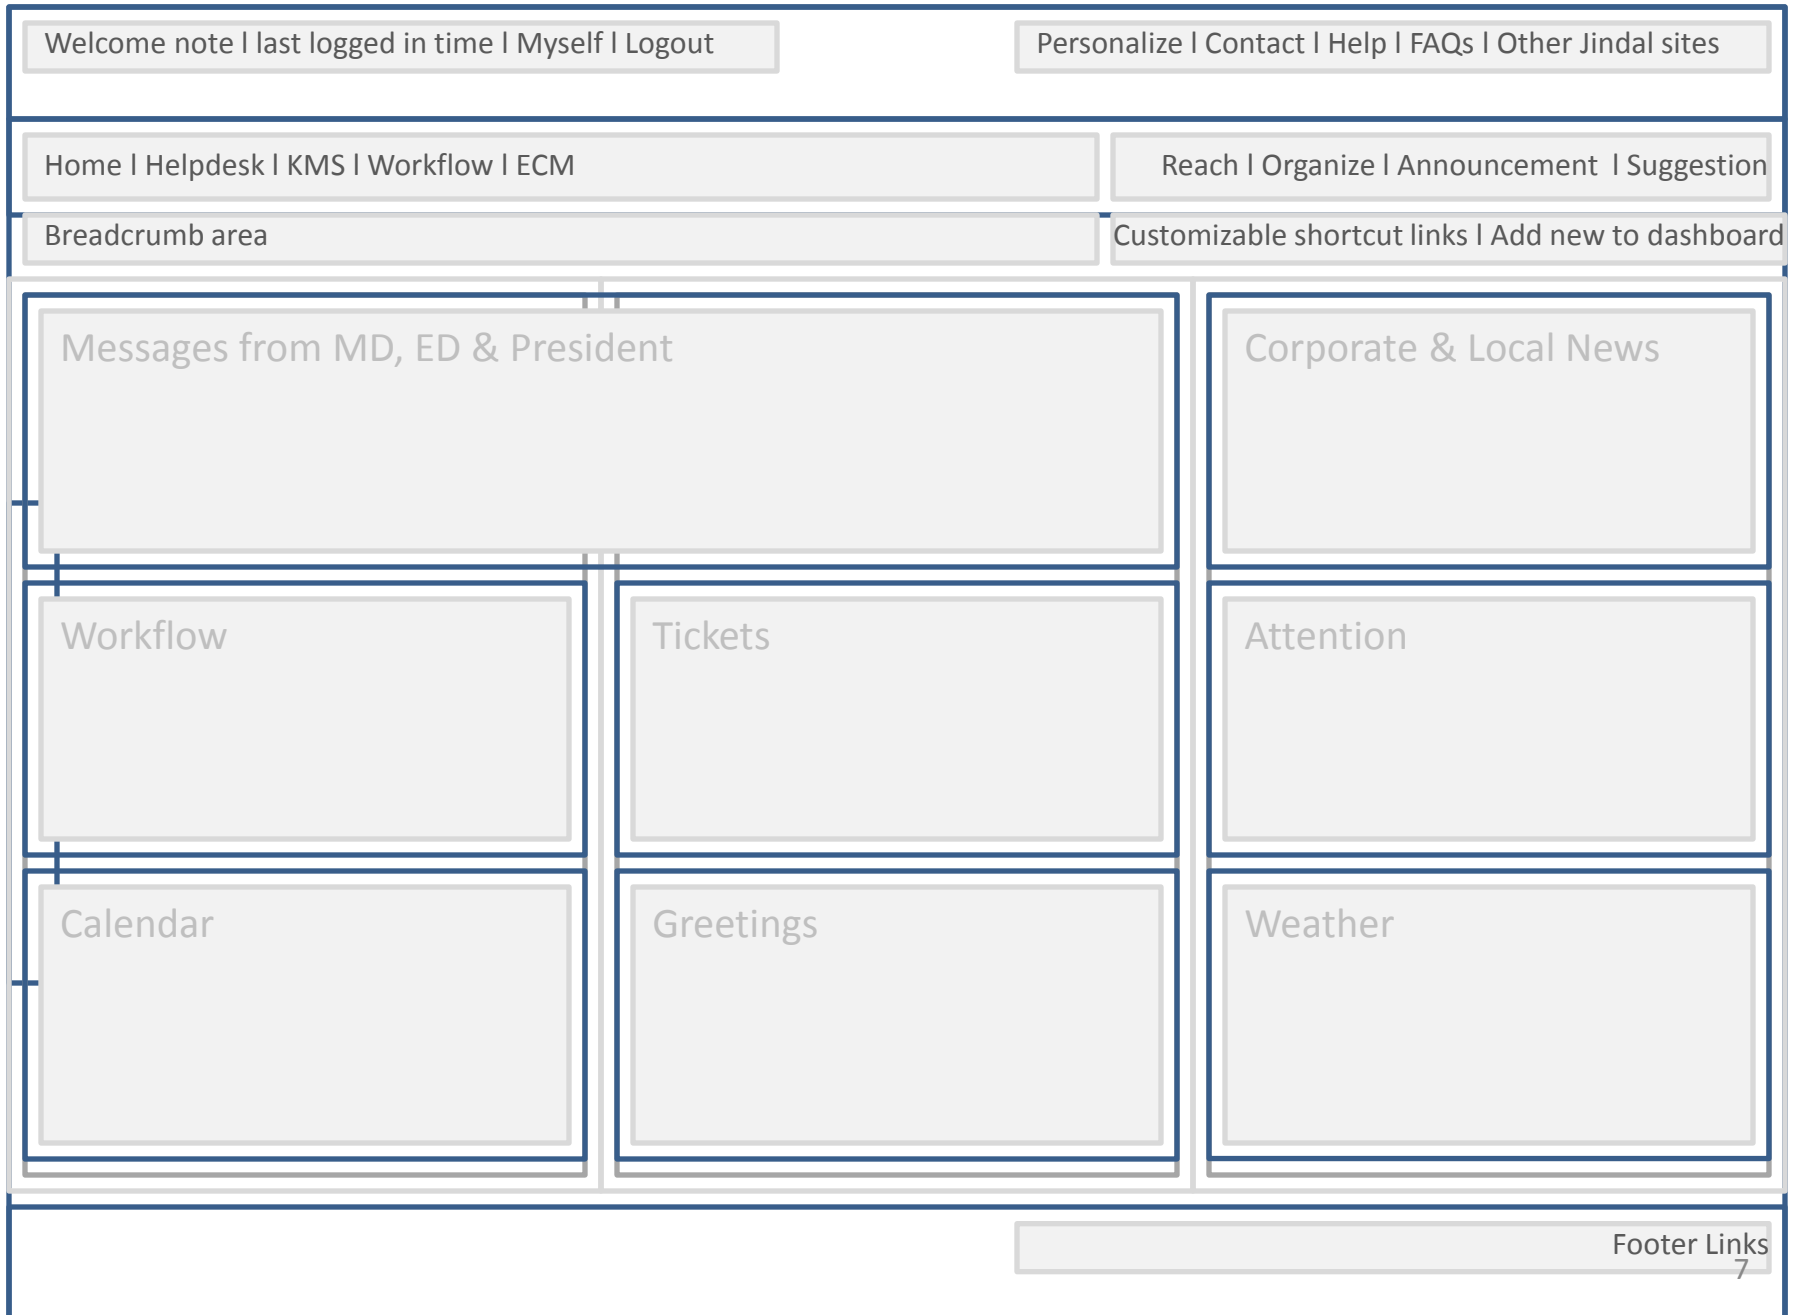 Welcome note l last logged in time l Myself l Logout
Personalize l Contact l Help l FAQs l Other Jindal sites
Home l Helpdesk l KMS l Workflow l ECM
Reach l Organize l Announcement  l Suggestion
Breadcrumb area
Customizable shortcut links l Add new to dashboard
Messages from MD, ED & President
Corporate & Local News
Workflow
Tickets
Attention
Calendar
Greetings
Weather
Footer Links
7